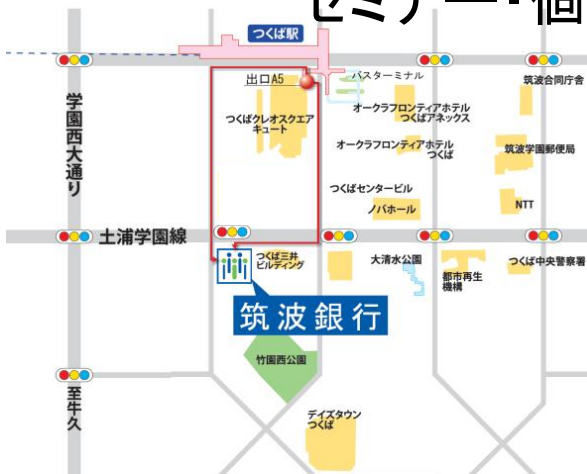 セミナー・個
つくば駅
出口A5
バスターミナル
筑波合同庁舎
学園西大通り
つくばクレオスクエア
キュート
オークラフロンティアホテル
つくばアネックス
オークラフロンティアホテル
つくば
筑波学園郵便局
つくばセンタービル
ノバホール
NTT
土浦学園線
つくば三井
ビルディング
大清水公園
都市再生
機構
つくば中央警察署
筑波銀行
竹園西公園
至牛久
デイズタウン
つくば